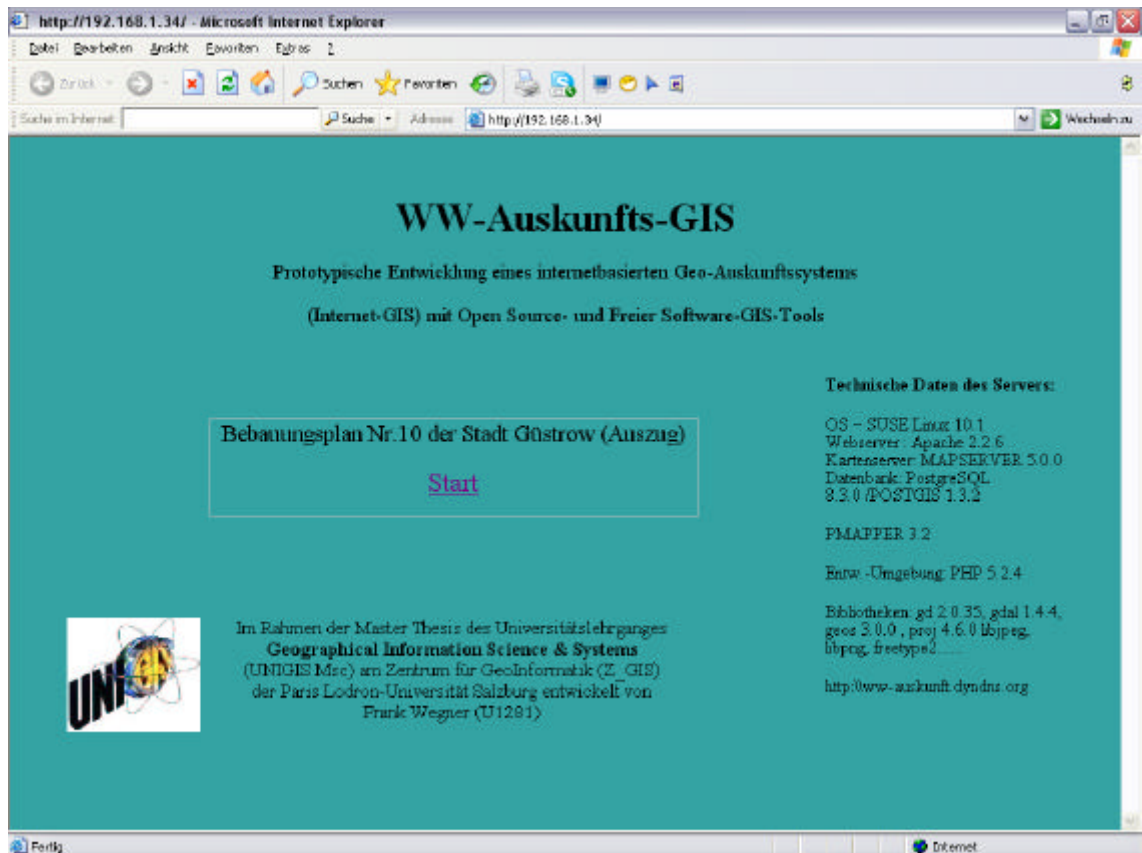 http://192.168.1.34/ - Microsoft Internet Explorer
Datei Bearbeiten Ansicht Favoriten Extras ?
Zurück Suchen Favoriten
Suche im Internet Suche Adresse http://192.168.1.34/ Wechseln zu
WW-Auskunfts-GIS
Prototypische Entwicklung eines internetbasierten Geo-Auskunftssystems
(Internet-GIS) mit Open Source- und Freier Software-GIS-Tools
Bebauungsplan Nr.10 der Stadt Güstrow (Auszug)
Start
Technische Daten des Servers:
OS – SUSE Linux 10.1
Webserver: Apache 2.2.6
Kartenserver: MAPSERVER 5.0.0
Datenbank: PostgreSQL
8.3.0 /POSTGIS 1.3.2
PMAPPER 3.2
Entw.-Umgebung: PHP 5.2.4
Bibliotheken: gd 2.0.35, gdal 1.4.4,
geos 3.0.0 , proj 4.6.0 libjpeg,
libpng, freetype2......
http://ww-auskunft.dyndns.org
UNIGIS
Im Rahmen der Master Thesis des Universitätslehrganges
Geographical Information Science & Systems
(UNIGIS Msc) am Zentrum für GeoInformatik (Z_GIS)
der Paris Lodron-Universität Salzburg entwickelt von
Frank Wegner (U1281)
Fertig Internet